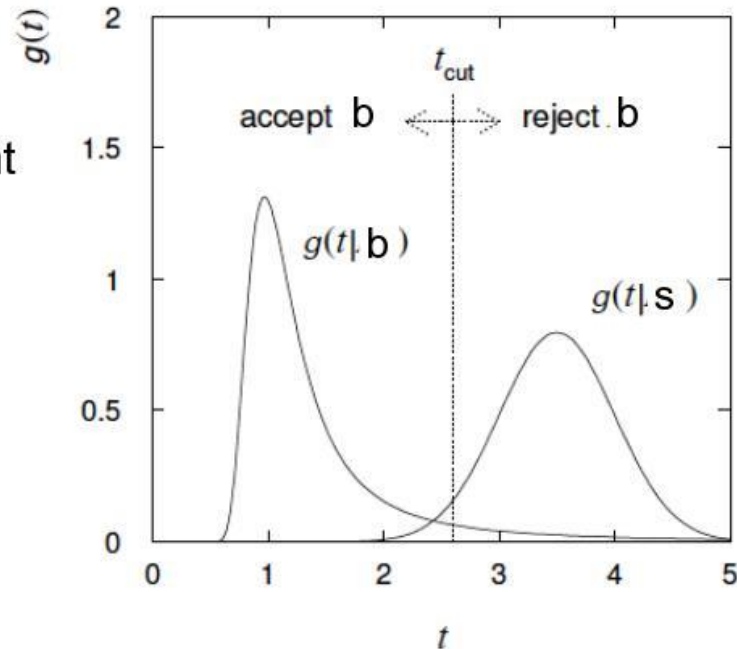 g(t)
2
t_cut
accept b
reject b
1.5
g(t| b )
1
g(t| s )
0.5
0
0 1 2 3 4 5
t